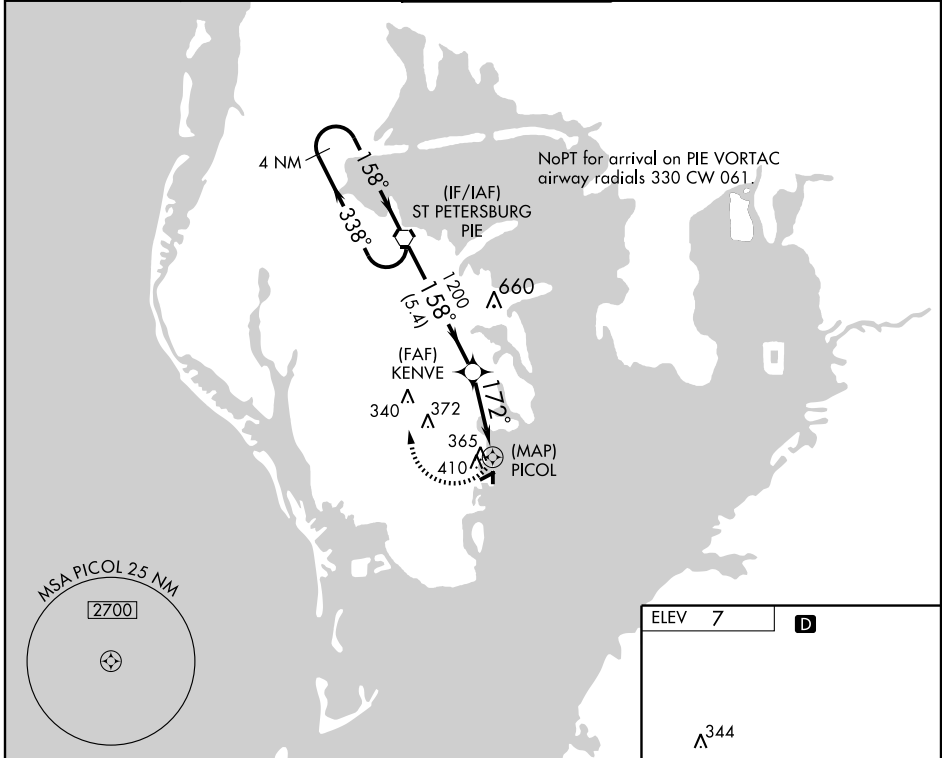 4 NM
158°
338°
NoPT for arrival on PIE VORTAC
airway radials 330 CW 061.
(IF/IAF)
ST PETERSBURG
PIE
1200
158°
(5.4)
660
(FAF)
KENVE
172°
340
372
365
410
(MAP)
PICOL
MSA PICOL 25 NM
2700
ELEV 7
D
344